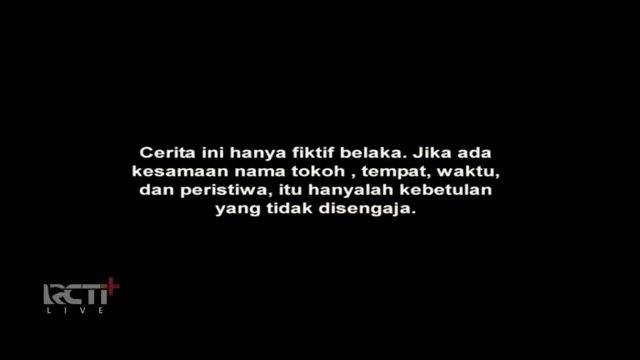 Cerita ini hanya fiktif belaka. Jika ada
kesamaan nama tokoh , tempat, waktu,
dan peristiwa, itu hanyalah kebetulan
yang tidak disengaja.
RCTI+
LIVE